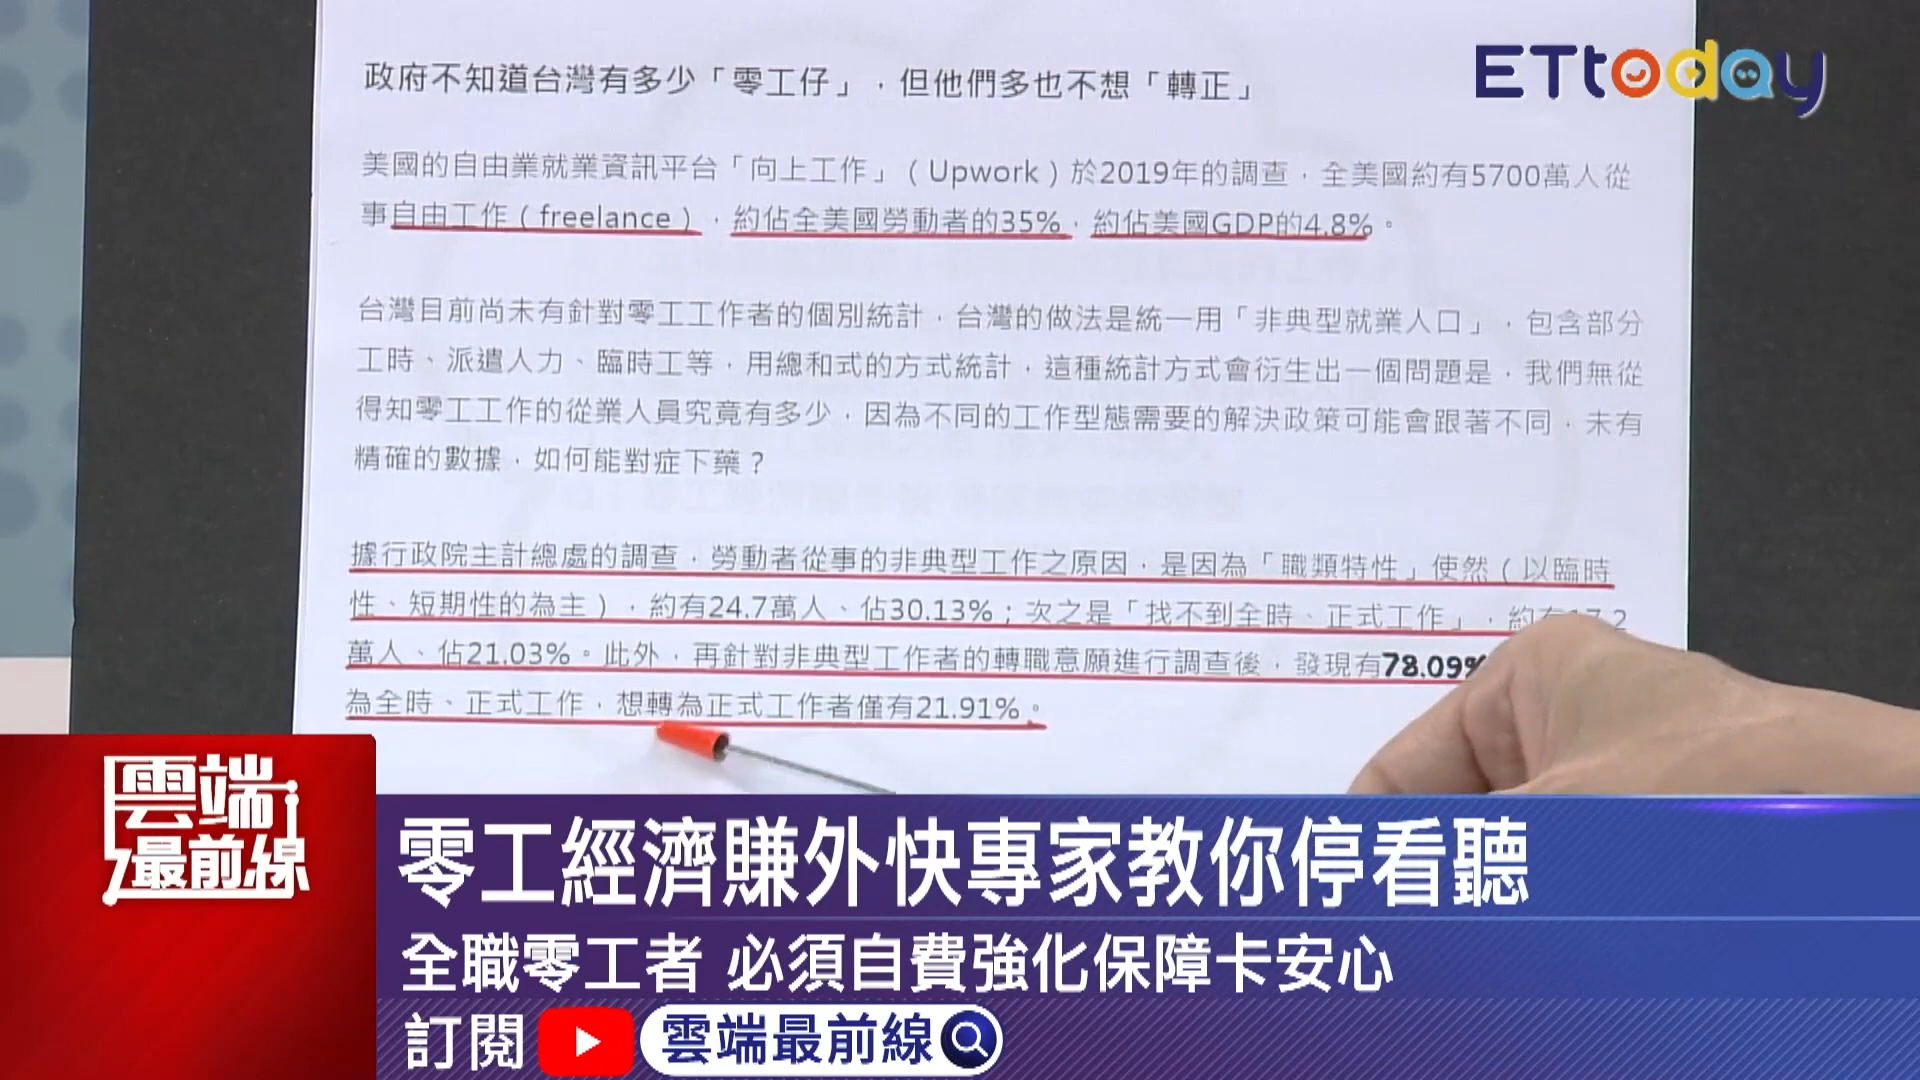 ETtoday
政府不知道台灣有多少「零工仔」，但他們多也不想「轉正」
美國的自由業就業資訊平台「向上工作」（Upwork）於2019年的調查，全美國約有5700萬人從
事自由工作（freelance），約佔全美國勞動者的35%，約佔美國GDP的4.8%。
台灣目前尚未有針對零工工作者的個別統計，台灣的做法是統一用「非典型就業人口」，包含部分
工時、派遣人力、臨時工等，用總和式的方式統計，這種統計方式會衍生出一個問題是，我們無從
得知零工工作的從業人員究竟有多少，因為不同的工作型態需要的解決政策可能會跟著不同，未有
精確的數據，如何能對症下藥？
據行政院主計總處的調查，勞動者從事的非典型工作之原因，是因為「職類特性」使然（以臨時
性、短期性的為主），約有24.7萬人、佔30.13%；次之是「找不到全時、正式工作」，約有17.2
萬人、佔21.03%。此外，再針對非典型工作者的轉職意願進行調查後，發現有78.09%
為全時、正式工作，想轉為正式工作者僅有21.91%。
雲端
最前線
零工經濟賺外快專家教你停看聽
全職零工者 必須自費強化保障卡安心
訂閱 雲端最前線